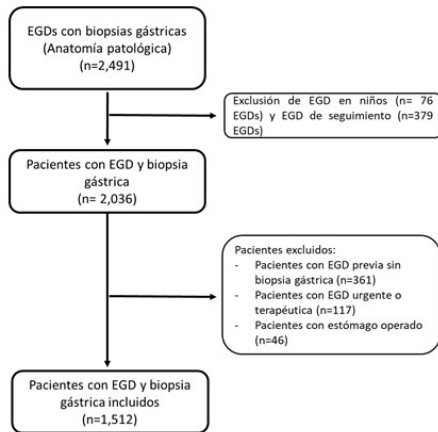 EGDs con biopsias gástricas
(Anatomía patológica)
(n=2,491)
Exclusión de EGD en niños (n= 76
EGDs) y EGD de seguimiento (n=379
EGDs)
Pacientes con EGD y biopsia
gástrica
(n= 2,036)
Pacientes excluidos:
- Pacientes con EGD previa sin
biopsia gástrica (n=361)
- Pacientes con EGD urgente o
terapéutica (n=117)
- Pacientes con estómago operado
(n=46)
Pacientes con EGD y biopsia
gástrica incluidos
(n=1,512)